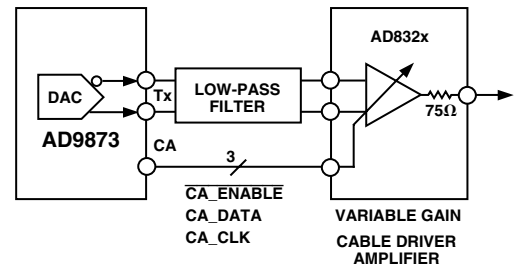 AD832x
DAC
Tx
LOW-PASS
FILTER
75Ω
AD9873
CA
3
CA_ENABLE
CA_DATA
CA_CLK
VARIABLE GAIN
CABLE DRIVER
AMPLIFIER